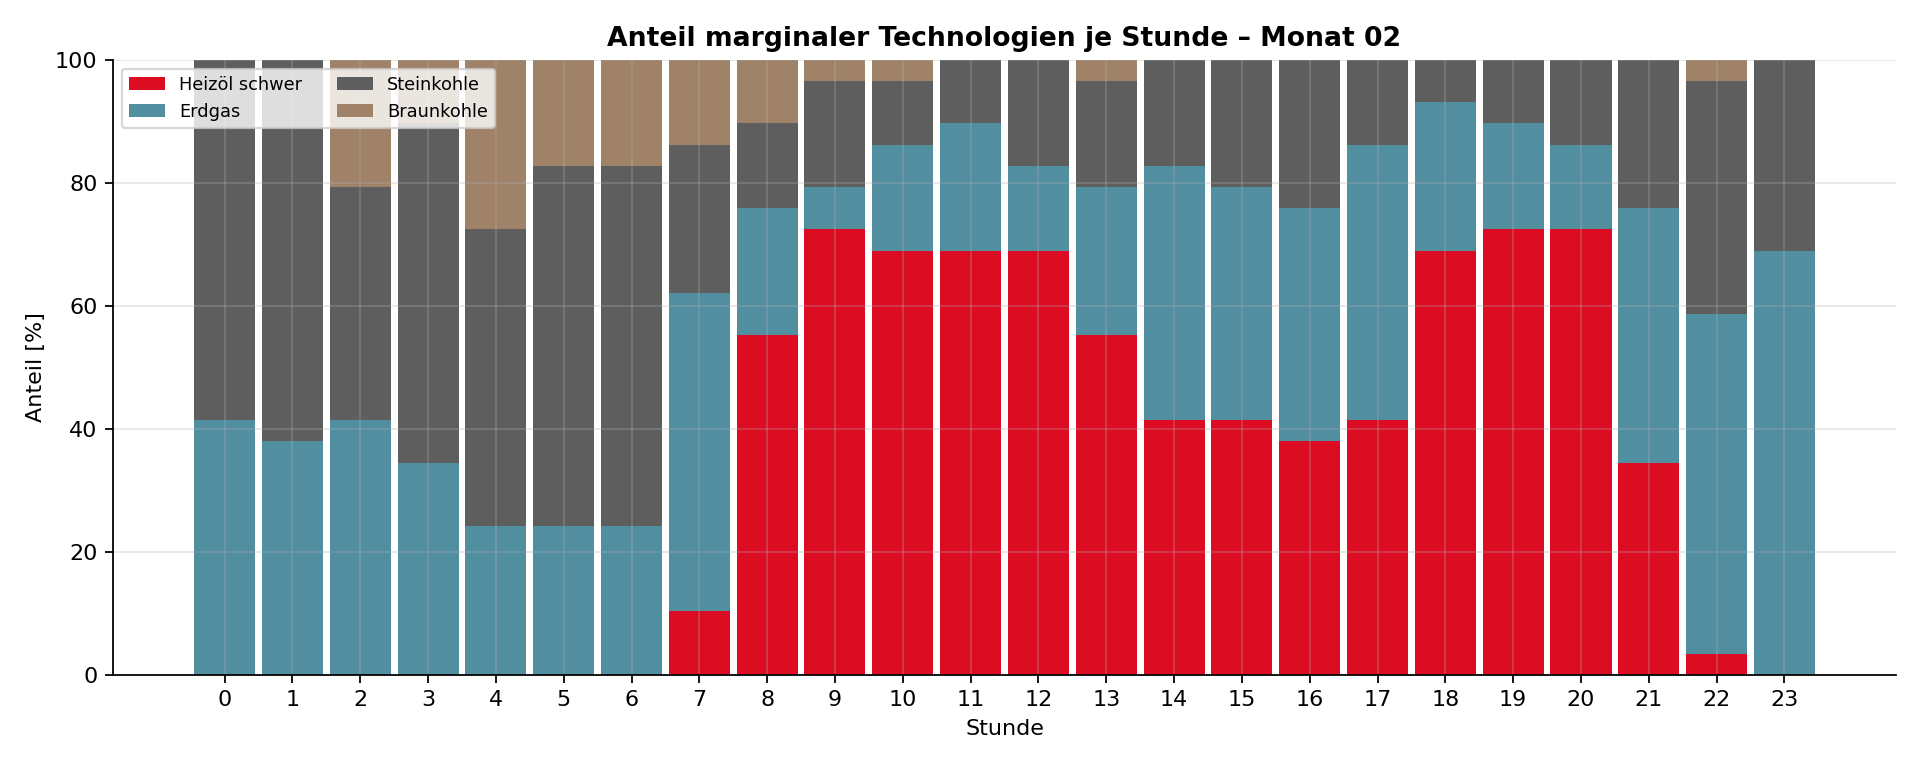 Anteil marginaler Technologien je Stunde – Monat 02
Heizöl schwer Steinkohle
Erdgas Braunkohle
100
80
60
40
20
0
Anteil [%]
0 1 2 3 4 5 6 7 8 9 10 11 12 13 14 15 16 17 18 19 20 21 22 23
Stunde